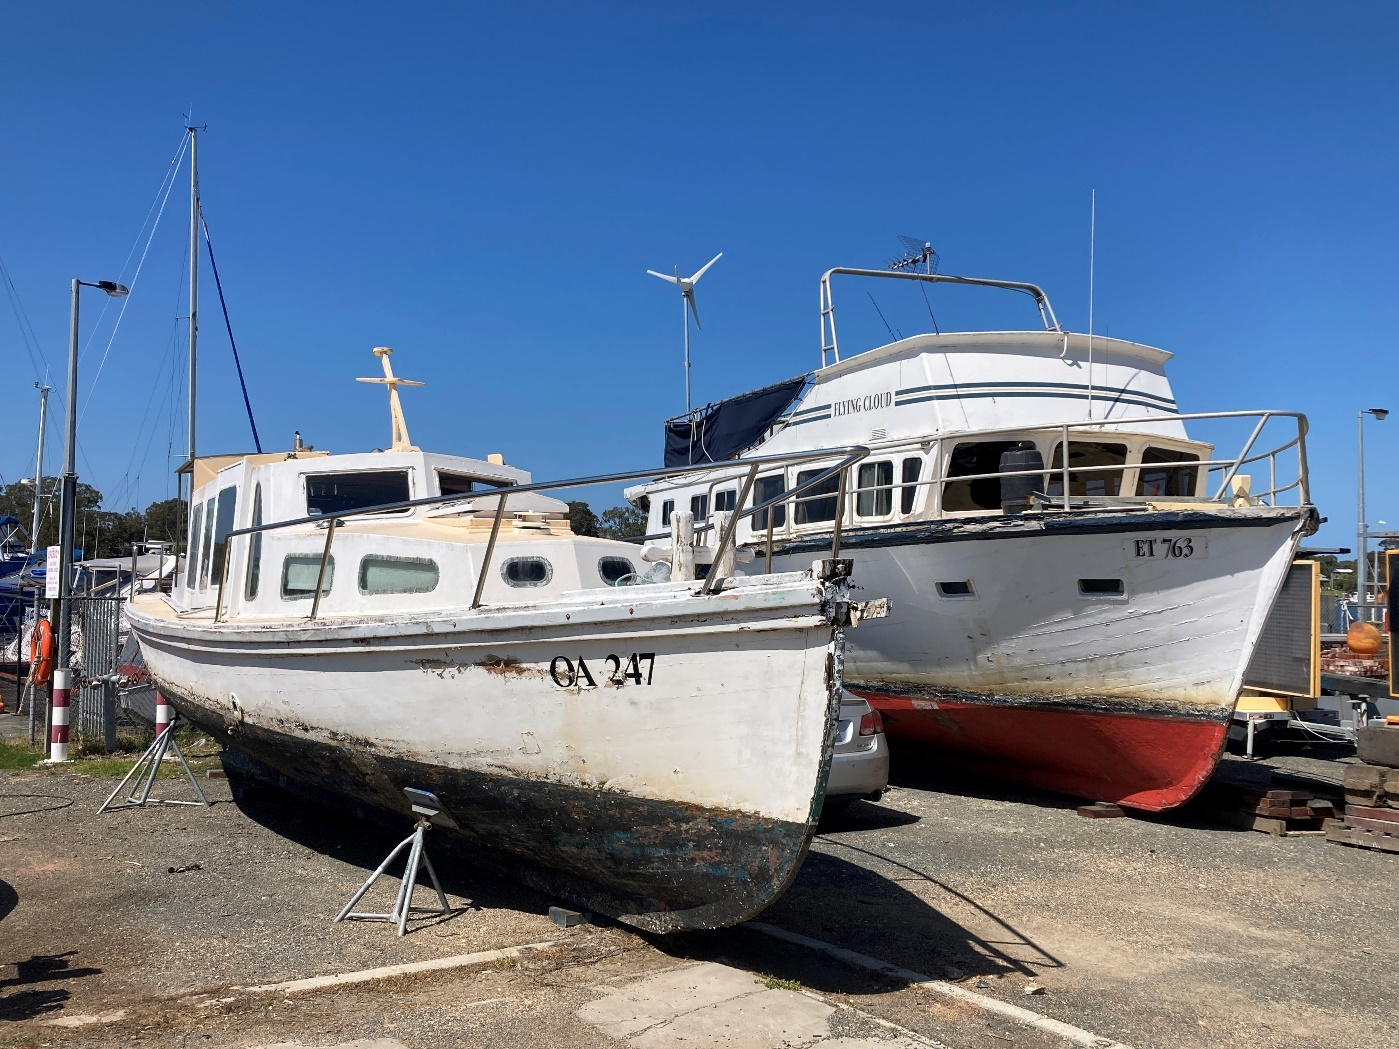 FLYING CLOUD
ET 763
OA 247